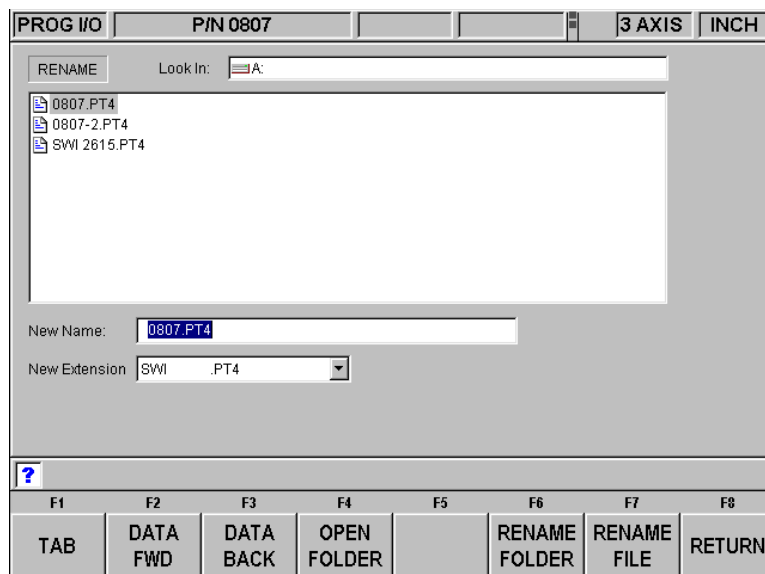 PROG I/O P/N 0807 3 AXIS INCH
RENAME Look In: A:
0807.PT4
0807-2.PT4
SWI 2615.PT4
New Name: 0807.PT4
New Extension SWI .PT4
?
F1 F2 F3 F4 F5 F6 F7 F8
TAB DATA FWD DATA BACK OPEN FOLDER RENAME FOLDER RENAME FILE RETURN